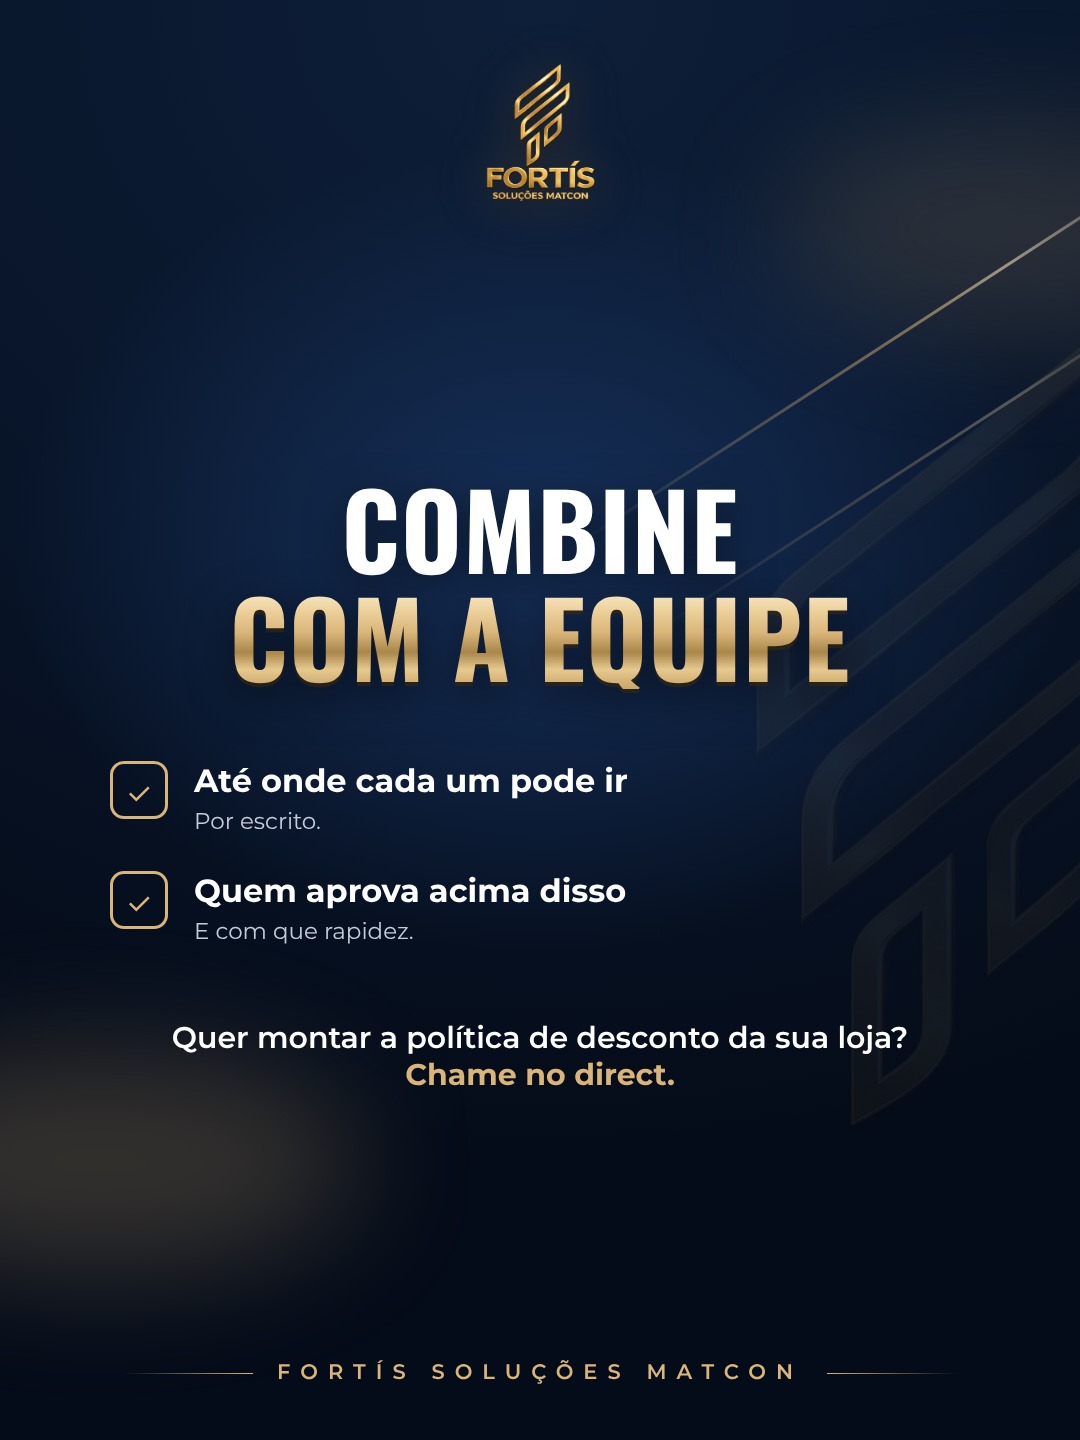 FORTÍS
SOLUÇÕES MATCON
COMBINE
COM A EQUIPE
Até onde cada um pode ir
Por escrito.
Quem aprova acima disso
E com que rapidez.
Quer montar a política de desconto da sua loja?
Chame no direct.
FORTÍS SOLUÇÕES MATCON